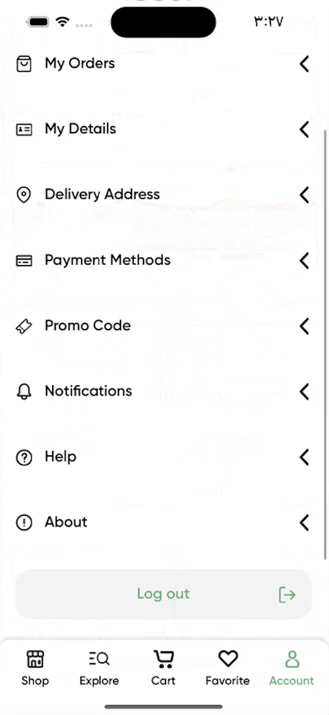 ٣:٢٧
My Orders
My Details
Delivery Address
Payment Methods
Promo Code
Notifications
Help
About
Log out
Shop Explore Cart Favorite Account